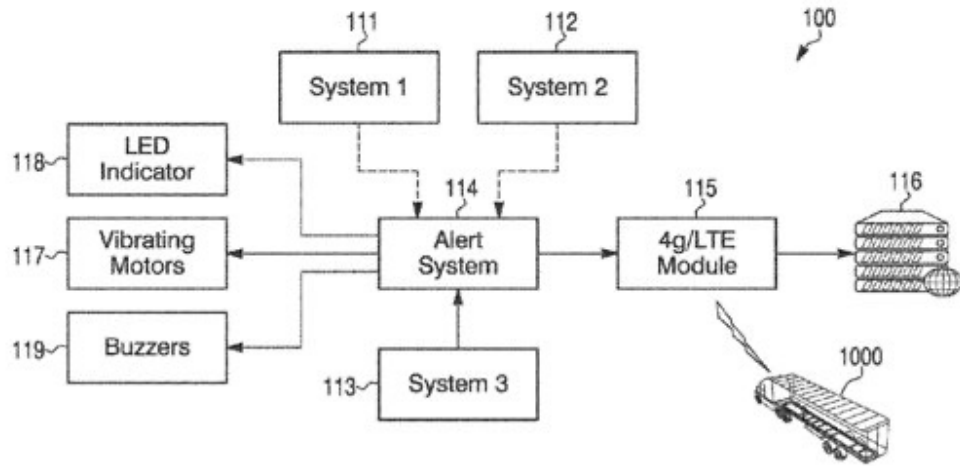 100
111
112
System 1
System 2
118
LED
Indicator
114
115
116
117
Vibrating
Motors
Alert
System
4g/LTE
Module
119
Buzzers
113
System 3
1000